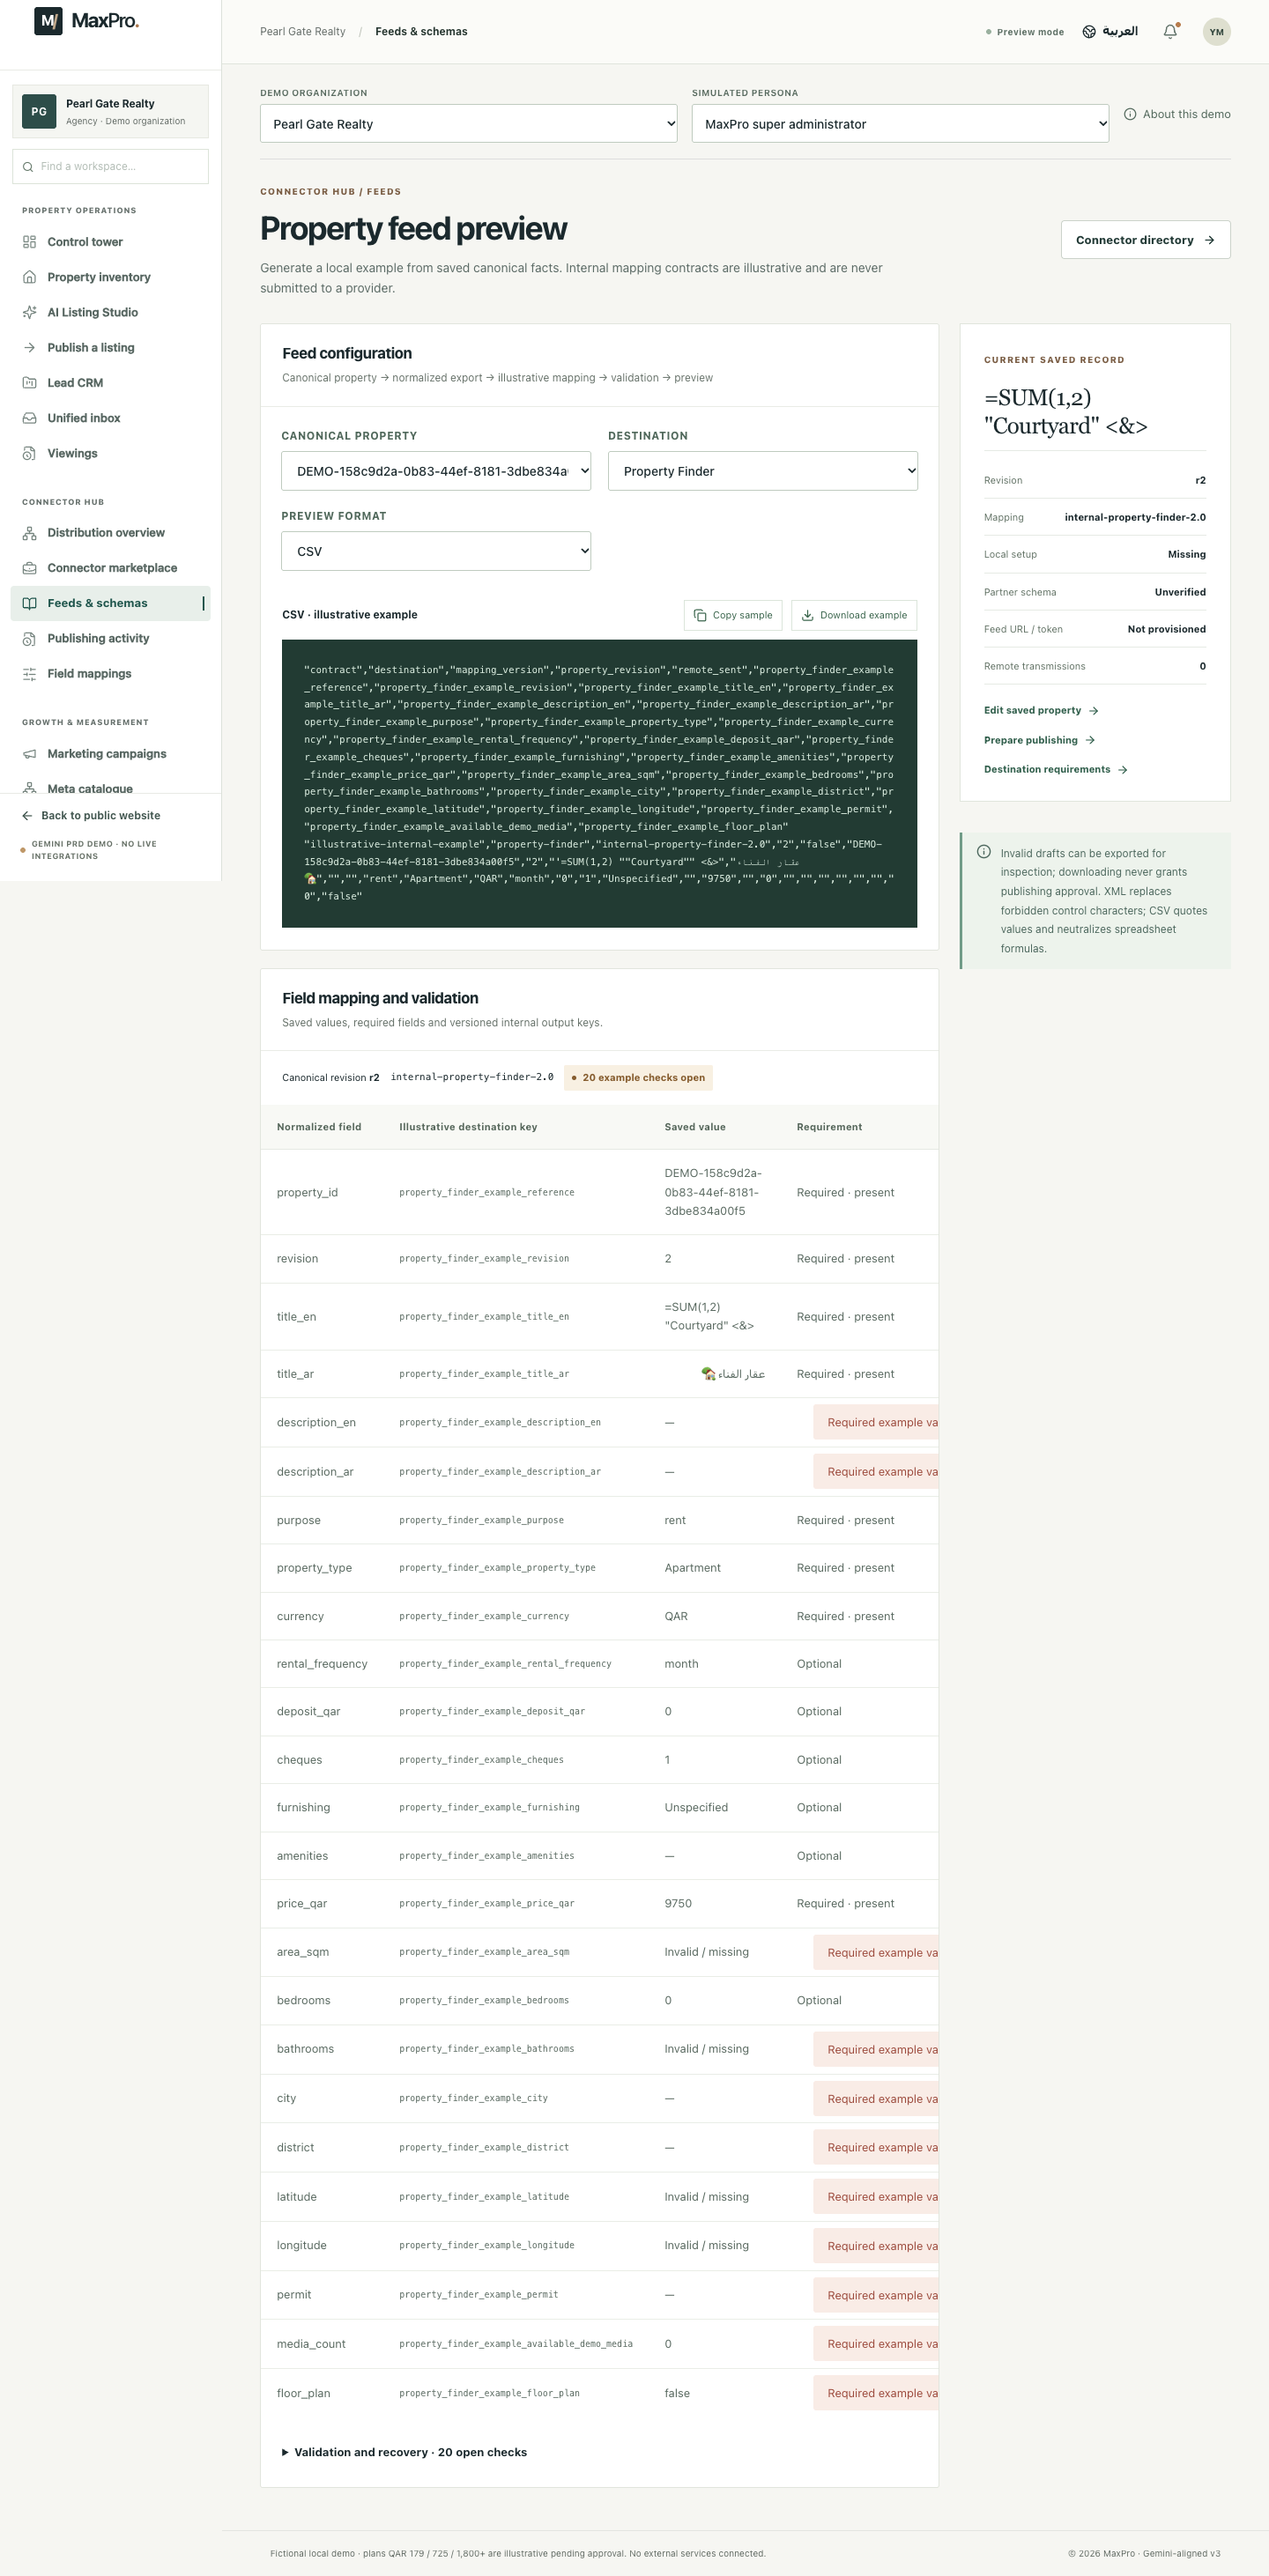 MaxPro.
PG
Pearl Gate Realty
Agency · Demo organization
Find a workspace...
PROPERTY OPERATIONS
Control tower
Property inventory
AI Listing Studio
Publish a listing
Lead CRM
Unified inbox
Viewings
CONNECTOR HUB
Distribution overview
Connector marketplace
Feeds & schemas
Publishing activity
Field mappings
GROWTH & MEASUREMENT
Marketing campaigns
Meta catalogue
Back to public website
GEMINI PRD DEMO · NO LIVE
INTEGRATIONS
Pearl Gate Realty / Feeds & schemas
Preview mode
العربية
YM
DEMO ORGANIZATION
Pearl Gate Realty
SIMULATED PERSONA
MaxPro super administrator
About this demo
CONNECTOR HUB / FEEDS
Property feed preview
Generate a local example from saved canonical facts. Internal mapping contracts are illustrative and are never
submitted to a provider.
Connector directory →
Feed configuration
Canonical property → normalized export → illustrative mapping → validation → preview
CANONICAL PROPERTY
DEMO-158c9d2a-0b83-44ef-8181-3dbe834a
DESTINATION
Property Finder
PREVIEW FORMAT
CSV
CSV · illustrative example
Copy sample
Download example
"contract","destination","mapping_version","property_revision","remote_sent","property_finder_example
_reference","property_finder_example_revision","property_finder_example_title_en","property_finder_ex
ample_title_ar","property_finder_example_description_en","property_finder_example_description_ar","pr
operty_finder_example_purpose","property_finder_example_property_type","property_finder_example_curre
ncy","property_finder_example_rental_frequency","property_finder_example_deposit_qar","property_finde
r_example_cheques","property_finder_example_furnishing","property_finder_example_amenities","property
_finder_example_price_qar","property_finder_example_area_sqm","property_finder_example_bedrooms","pro
perty_finder_example_bathrooms","property_finder_example_city","property_finder_example_district","pr
operty_finder_example_latitude","property_finder_example_longitude","property_finder_example_permit",
"property_finder_example_available_demo_media","property_finder_example_floor_plan"
"illustrative-internal-example","property-finder","internal-property-finder-2.0","2","false","DEMO-
158c9d2a-0b83-44ef-8181-3dbe834a00f5","2","'=SUM(1,2) ""Courtyard"" <&>","عقار الفناء
🏡","","","rent","Apartment","QAR","month","0","1","Unspecified","","9750","","0","","","","","","","
0","false"
CURRENT SAVED RECORD
=SUM(1,2)
"Courtyard" <&>
Revision r2
Mapping internal-property-finder-2.0
Local setup Missing
Partner schema Unverified
Feed URL / token Not provisioned
Remote transmissions 0
Edit saved property →
Prepare publishing →
Destination requirements →
Invalid drafts can be exported for
inspection; downloading never grants
publishing approval. XML replaces
forbidden control characters; CSV quotes
values and neutralizes spreadsheet
formulas.
Field mapping and validation
Saved values, required fields and versioned internal output keys.
Canonical revision r2 internal-property-finder-2.0 20 example checks open
Normalized field Illustrative destination key Saved value Requirement
property_id property_finder_example_reference DEMO-158c9d2a-
0b83-44ef-8181-
3dbe834a00f5 Required · present
revision property_finder_example_revision 2 Required · present
title_en property_finder_example_title_en =SUM(1,2)
"Courtyard" <&> Required · present
title_ar property_finder_example_title_ar عقار الفناء 🏡 Required · present
description_en property_finder_example_description_en — Required example va
description_ar property_finder_example_description_ar — Required example va
purpose property_finder_example_purpose rent Required · present
property_type property_finder_example_property_type Apartment Required · present
currency property_finder_example_currency QAR Required · present
rental_frequency property_finder_example_rental_frequency month Optional
deposit_qar property_finder_example_deposit_qar 0 Optional
cheques property_finder_example_cheques 1 Optional
furnishing property_finder_example_furnishing Unspecified Optional
amenities property_finder_example_amenities — Optional
price_qar property_finder_example_price_qar 9750 Required · present
area_sqm property_finder_example_area_sqm Invalid / missing Required example va
bedrooms property_finder_example_bedrooms 0 Optional
bathrooms property_finder_example_bathrooms Invalid / missing Required example va
city property_finder_example_city — Required example va
district property_finder_example_district — Required example va
latitude property_finder_example_latitude Invalid / missing Required example va
longitude property_finder_example_longitude Invalid / missing Required example va
permit property_finder_example_permit — Required example va
media_count property_finder_example_available_demo_media 0 Required example va
floor_plan property_finder_example_floor_plan false Required example va
Validation and recovery · 20 open checks
Fictional local demo · plans QAR 179 / 725 / 1,800+ are illustrative pending approval. No external services connected.
© 2026 MaxPro · Gemini-aligned v3